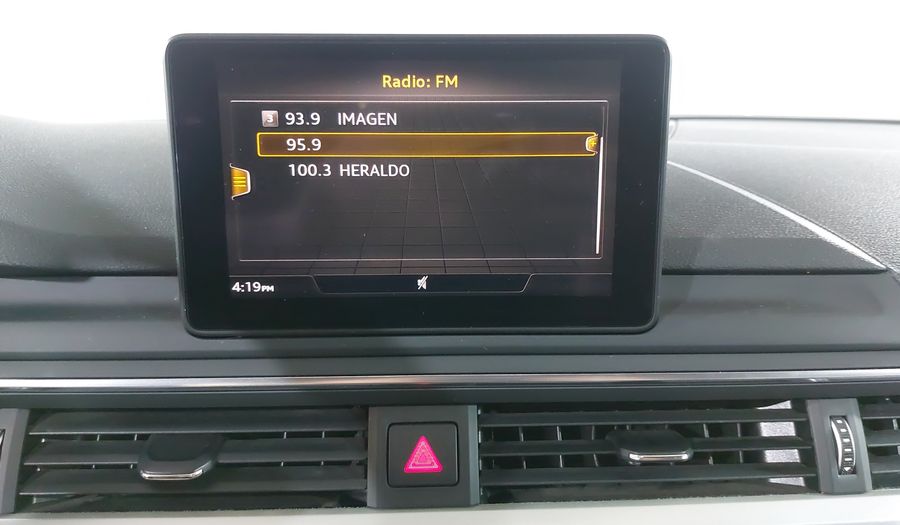 Radio: FM
3 93.9 IMAGEN
95.9
100.3 HERALDO
4:19PM